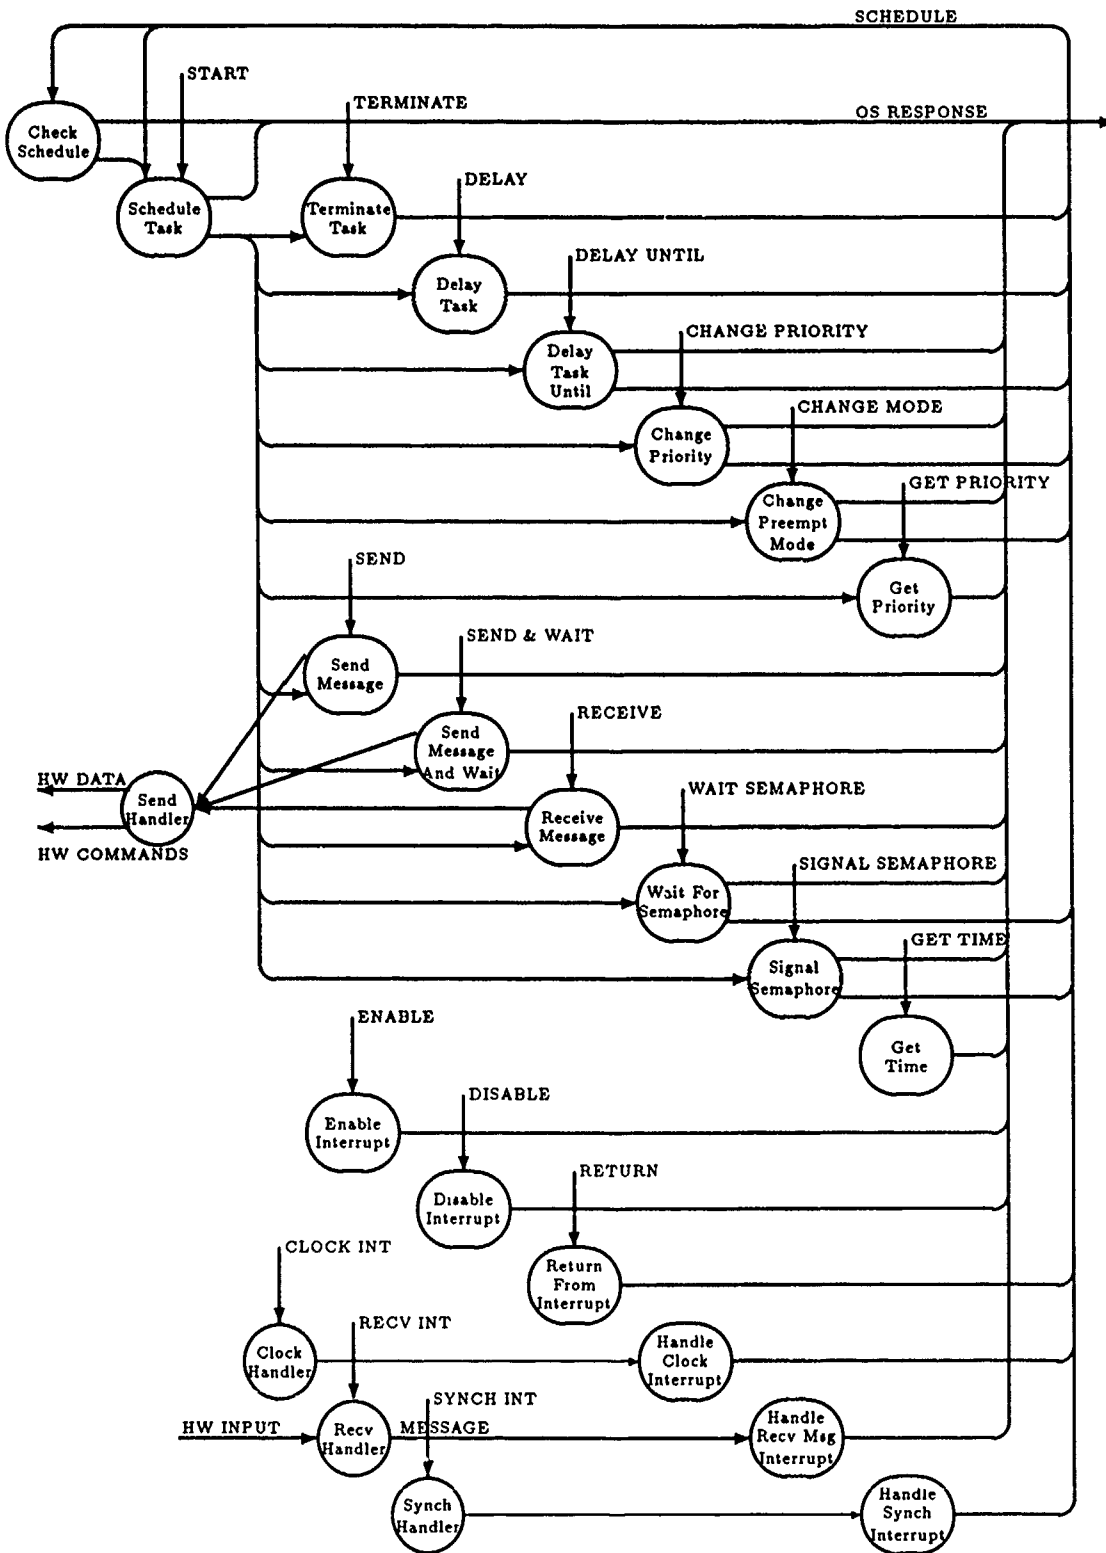 SCHEDULE
START
TERMINATE
OS RESPONSE
Check
Schedule
DELAY
Schedule
Task
Terminate
Task
DELAY UNTIL
Delay
Task
CHANGE PRIORITY
Delay
Task
Until
CHANGE MODE
Change
Priority
GET PRIORITY
Change
Preempt
Mode
SEND
Get
Priority
SEND & WAIT
Send
Message
RECEIVE
Send
Message
And Wait
HW DATA
WAIT SEMAPHORE
Send
Handler
Receive
Message
HW COMMANDS
SIGNAL SEMAPHORE
Wait For
Semaphore
GET TIME
Signal
Semaphore
ENABLE
Get
Time
DISABLE
Enable
Interrupt
RETURN
Disable
Interrupt
CLOCK INT
Return
From
Interrupt
RECV INT
Clock
Handler
Handle
Clock
Interrupt
SYNCH INT
HW INPUT
Recv
Handler
MESSAGE
Handle
Recv Msg
Interrupt
Synch
Handler
Handle
Synch
Interrupt